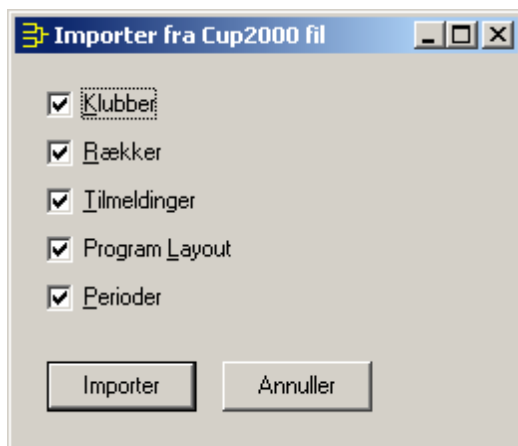 Importer fra Cup2000 fil
Klubber
Rækker
Tilmeldinger
Program Layout
Perioder
Importer Annuller